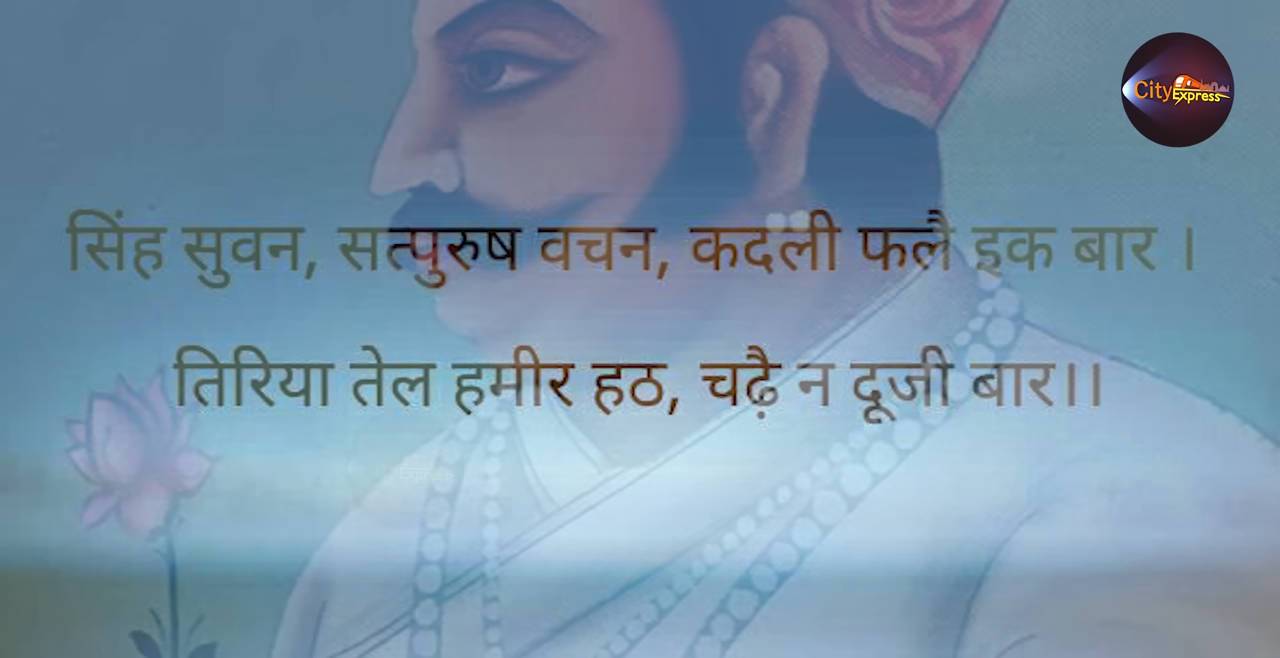 City Express
सिंह सुवन, सत्पुरुष वचन, कदली फलै इक बार ।
तिरिया तेल हमीर हठ, चढ़ै न दूजी बार।।